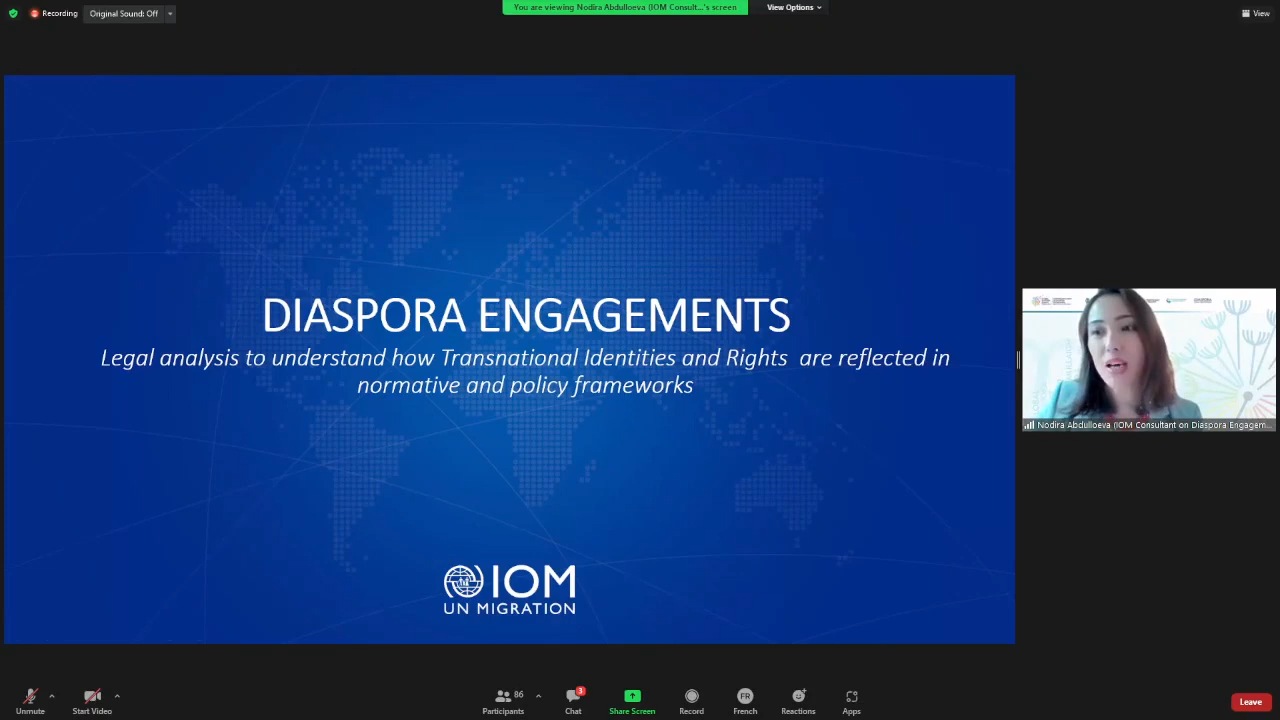 Recording
Original Sound: Off
You are viewing Nodira Abdulloeva (IOM Consult...'s screen
View Options
View
DIASPORA ENGAGEMENTS
Legal analysis to understand how Transnational Identities and Rights are reflected in
normative and policy frameworks
IOM
UN MIGRATION
Nodira Abdulloeva (IOM Consultant on Diaspora Engagem...
Unmute
Start Video
86
Participants
3
Chat
Share Screen
Record
FR
French
Reactions
Apps
Leave